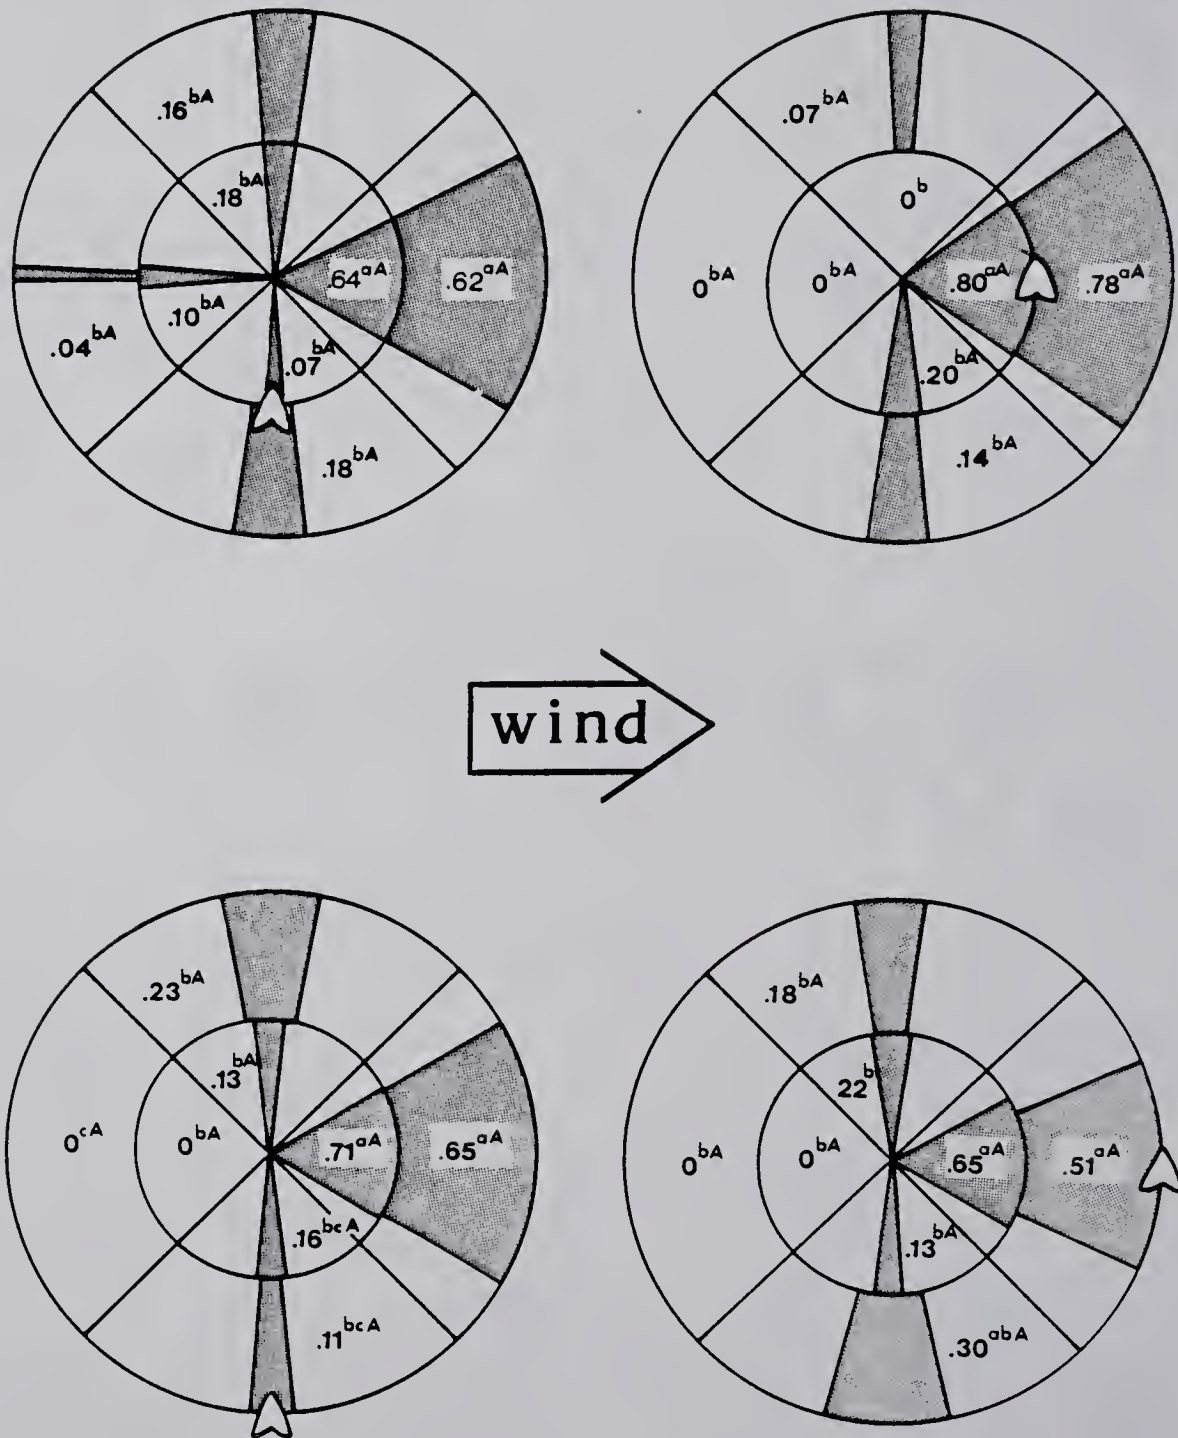 .16bA
.18bA
.64aA
.62aA
.10bA
.04bA
.07bA
.18bA
.07bA
0b
0bA
0bA
.80aA
.78aA
.20bA
.14bA
wind
.23bA
.13bA
0cA
0bA
.71aA
.65aA
.16bcA
.11bcA
.18bA
22b
0bA
0bA
.65aA
.51aA
.13bA
.30abA